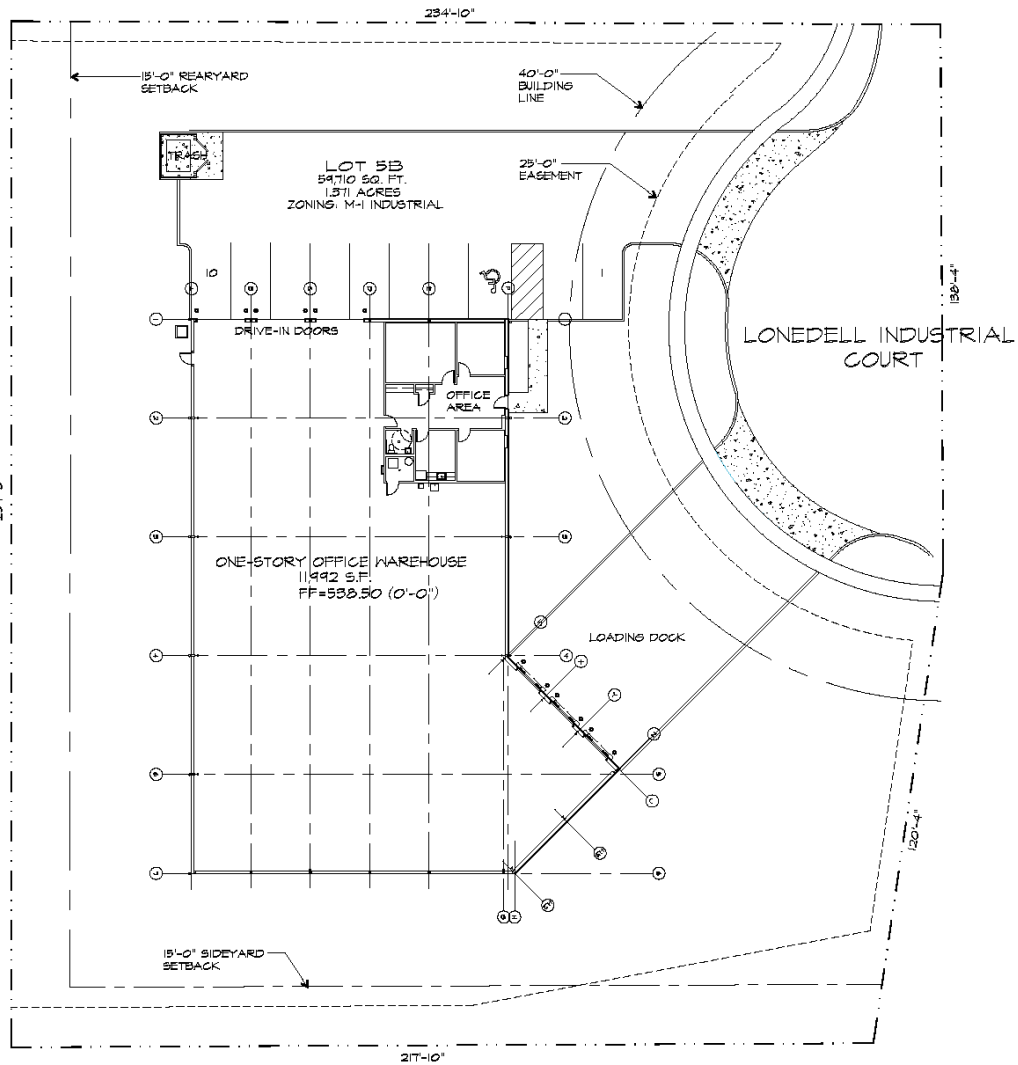 234'-10"
15'-0" REARYARD
SETBACK
40'-0"
BUILDING
LINE
TRASH
LOT 5B
59,710 SQ. FT.
1.371 ACRES
ZONING: M-1 INDUSTRIAL
25'-0"
EASEMENT
10
1
138'-4"
DRIVE-IN DOORS
LONEDELL INDUSTRIAL
COURT
OFFICE
AREA
ONE-STORY OFFICE WAREHOUSE
11,992 S.F.
FF=538.50 (0'-0")
LOADING DOCK
120'-4"
15'-0" SIDEYARD
SETBACK
217'-10"